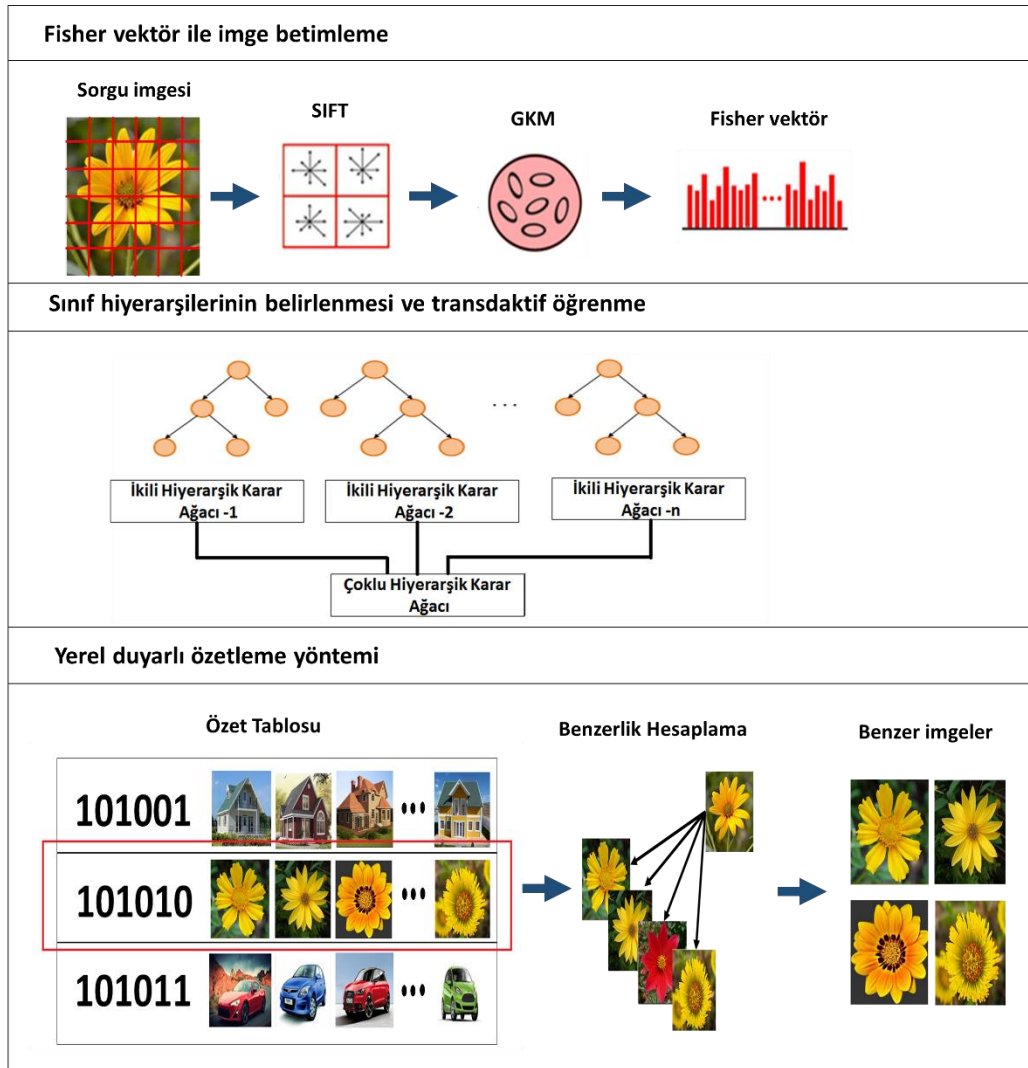 Fisher vektör ile imge betimleme
Sorgu imgesi
SIFT
GKM
Fisher vektör
Sınıf hiyerarşilerinin belirlenmesi ve transdaktif öğrenme
...
İkili Hiyerarşik Karar
Ağacı -1
İkili Hiyerarşik Karar
Ağacı -2
İkili Hiyerarşik Karar
Ağacı -n
Çoklu Hiyerarşik Karar
Ağacı
Yerel duyarlı özetleme yöntemi
Özet Tablosu
Benzerlik Hesaplama
Benzer imgeler
101001
101010
101011